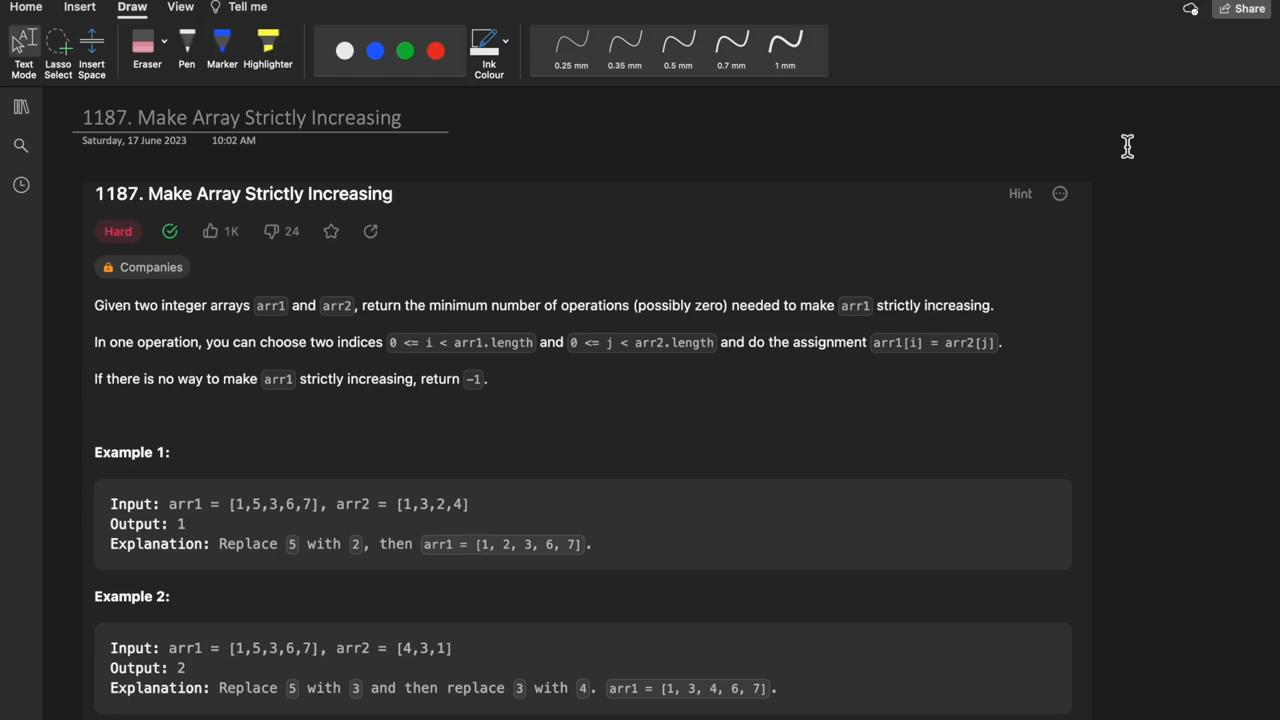 Home Insert Draw View Tell me
Share
Text Mode
Lasso Select
Insert Space
Eraser
Pen
Marker
Highlighter
Ink Colour
0.25 mm 0.35 mm 0.5 mm 0.7 mm 1 mm
1187. Make Array Strictly Increasing
Saturday, 17 June 2023 10:02 AM
1187. Make Array Strictly Increasing Hint
Hard 1K 24
Companies
Given two integer arrays arr1 and arr2, return the minimum number of operations (possibly zero) needed to make arr1 strictly increasing.
In one operation, you can choose two indices 0 <= i < arr1.length and 0 <= j < arr2.length and do the assignment arr1[i] = arr2[j].
If there is no way to make arr1 strictly increasing, return -1.
Example 1:
Input: arr1 = [1,5,3,6,7], arr2 = [1,3,2,4]
Output: 1
Explanation: Replace 5 with 2, then arr1 = [1, 2, 3, 6, 7].
Example 2:
Input: arr1 = [1,5,3,6,7], arr2 = [4,3,1]
Output: 2
Explanation: Replace 5 with 3 and then replace 3 with 4. arr1 = [1, 3, 4, 6, 7].